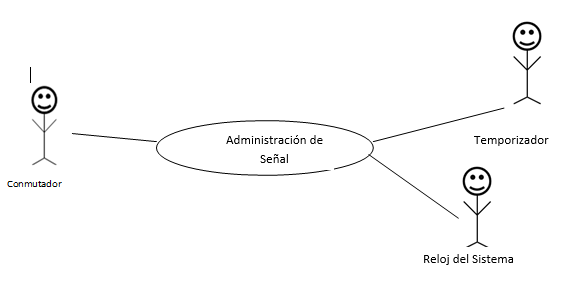 Administración de
Señal
Temporizador
Conmutador
Reloj del Sistema